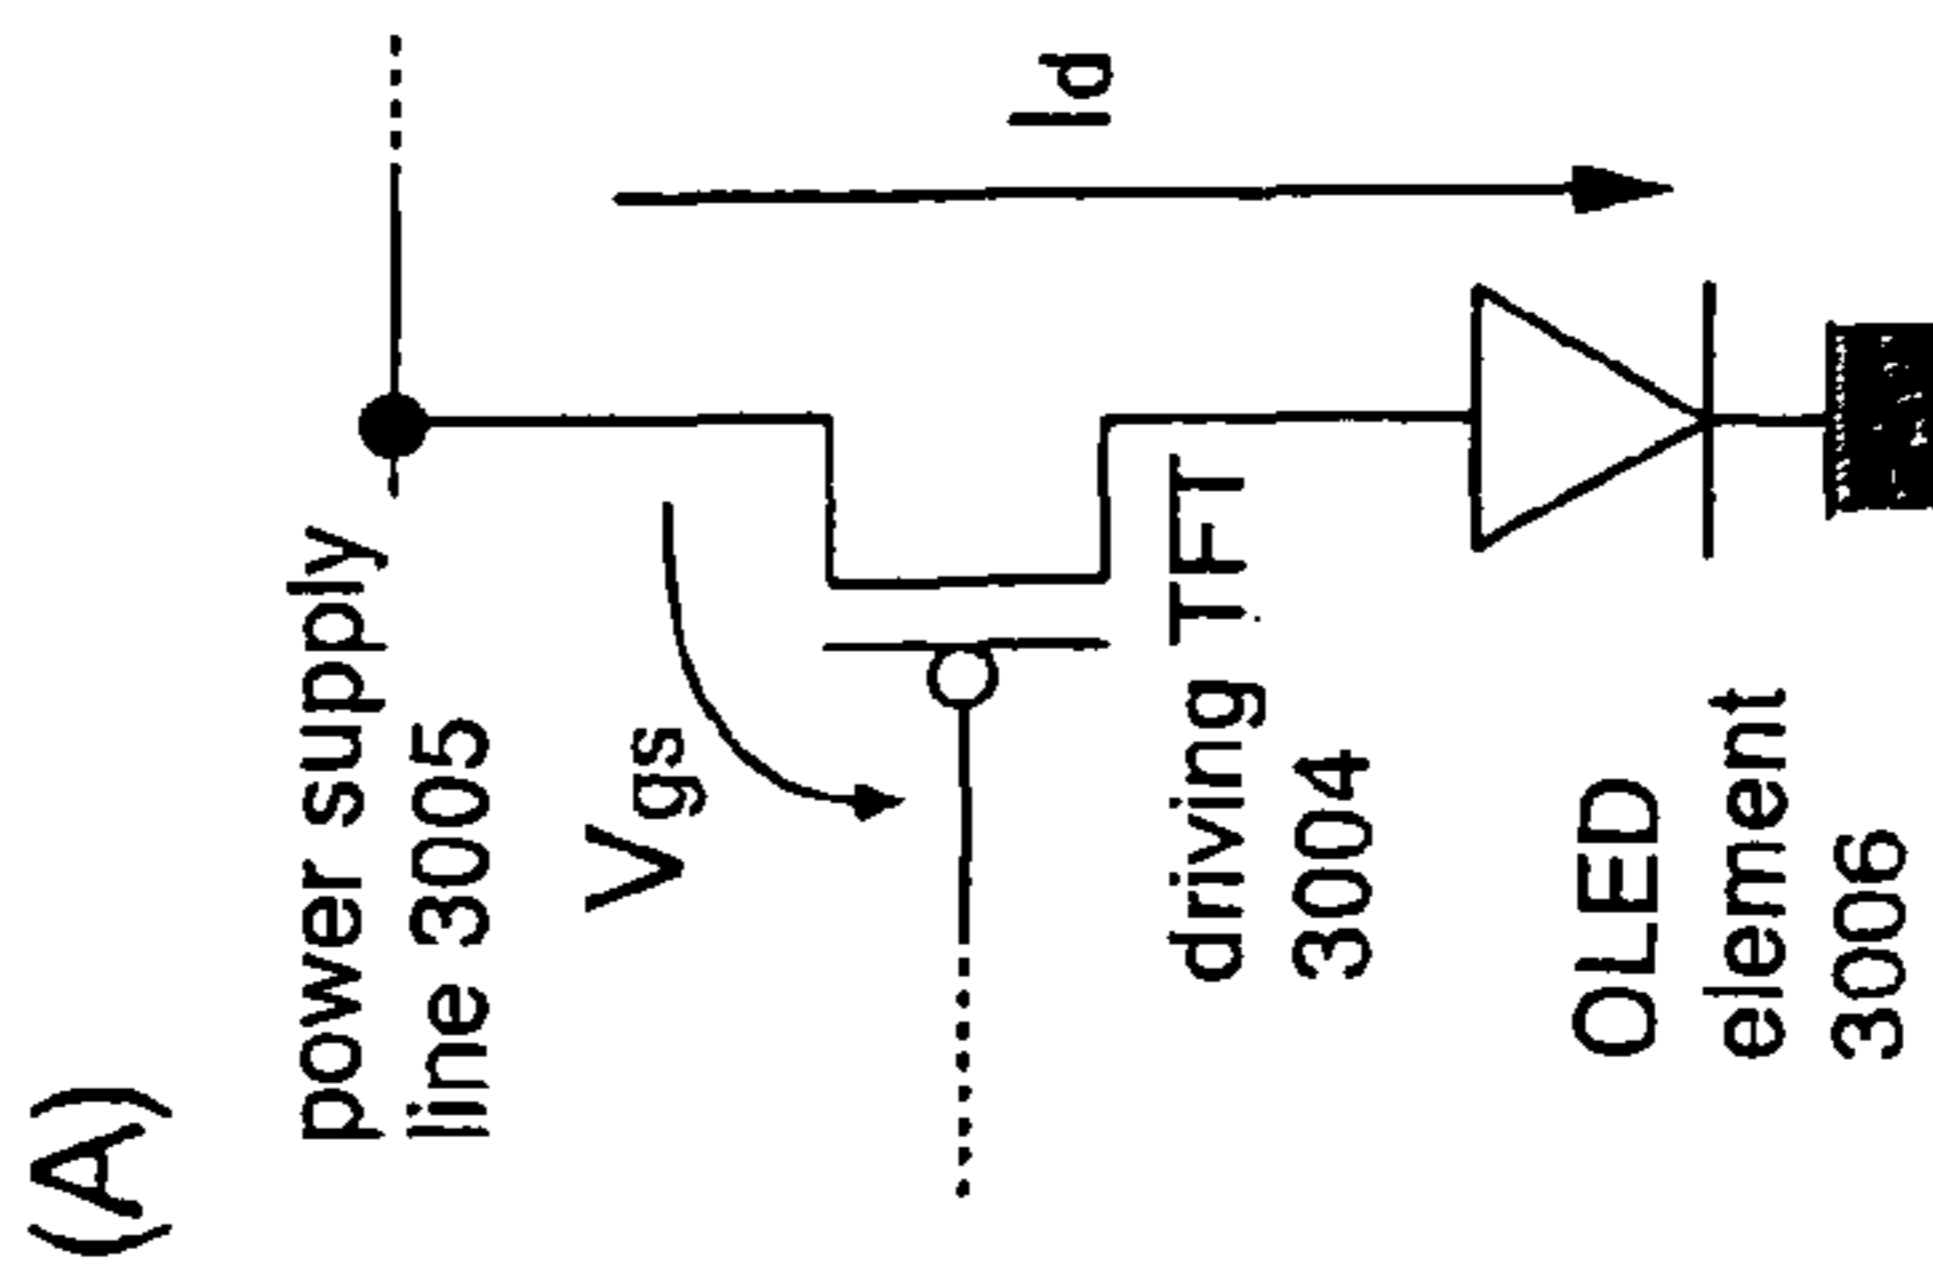 (A)
power supply
line 3005
Vgs
Id
driving TFT
3004
OLED
element
3006